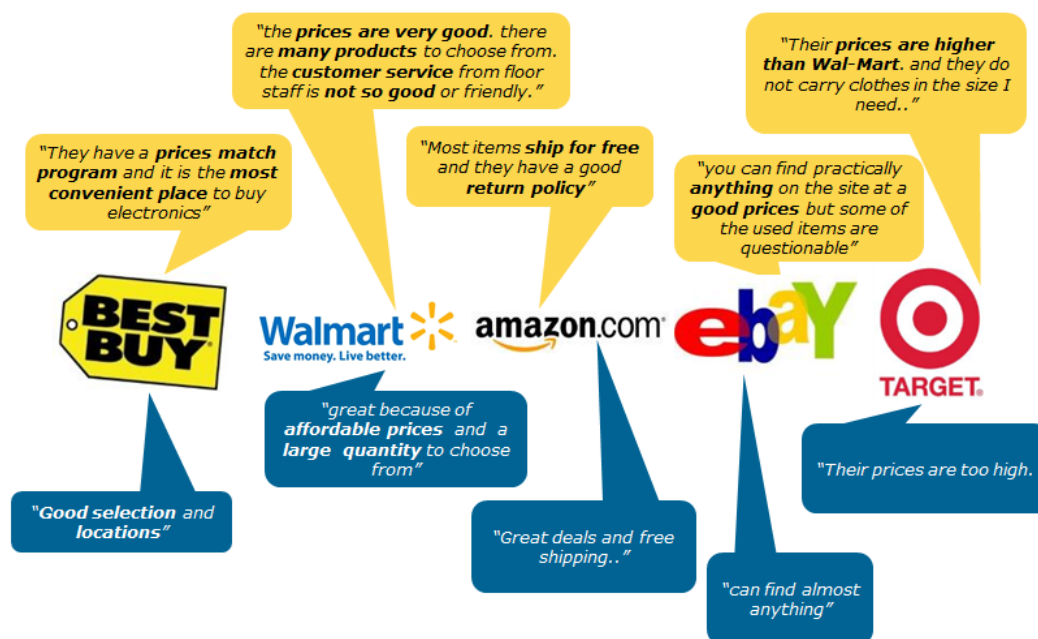 “the prices are very good. there
are many products to choose from.
the customer service from floor
staff is not so good or friendly.”
“Their prices are higher
than Wal-Mart. and they do
not carry clothes in the size I
need..”
“They have a prices match
program and it is the most
convenient place to buy
electronics”
“Most items ship for free
and they have a good
return policy”
“you can find practically
anything on the site at a
good prices but some of
the used items are
questionable”
BEST
BUY
Walmart
Save money. Live better.
amazon.com
ebaY
TARGET
“great because of
affordable prices and a
large quantity to choose
from”
“Their prices are too high.
“Good selection and
locations”
“Great deals and free
shipping..”
“can find almost
anything”